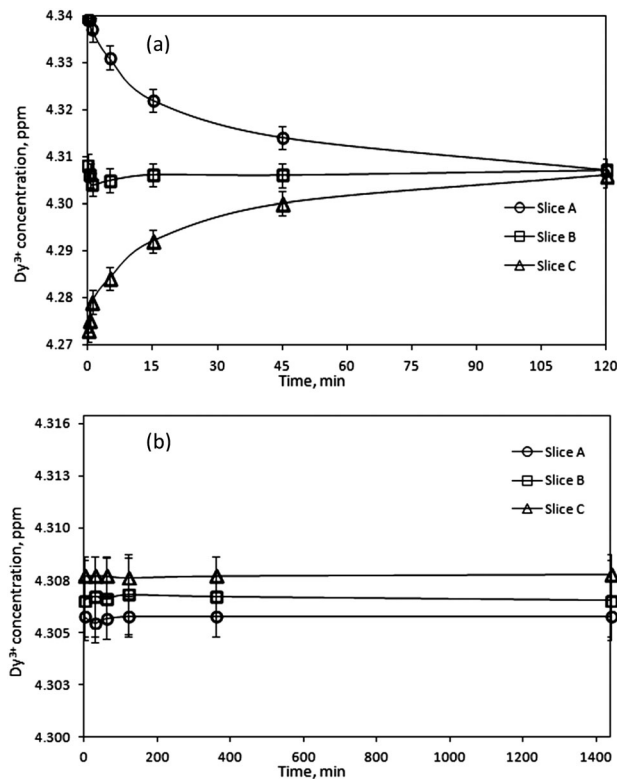 4.34
(a)
4.33
4.32
4.31
4.30
4.29
4.28
4.27
Dy³⁺ concentration, ppm
Slice A
Slice B
Slice C
0 15 30 45 60 75 90 105 120
Time, min
4.316
(b)
4.313
4.310
4.308
4.305
4.303
4.300
Dy³⁺ concentration, ppm
Slice A
Slice B
Slice C
0 200 400 600 800 1000 1200 1400
Time, min